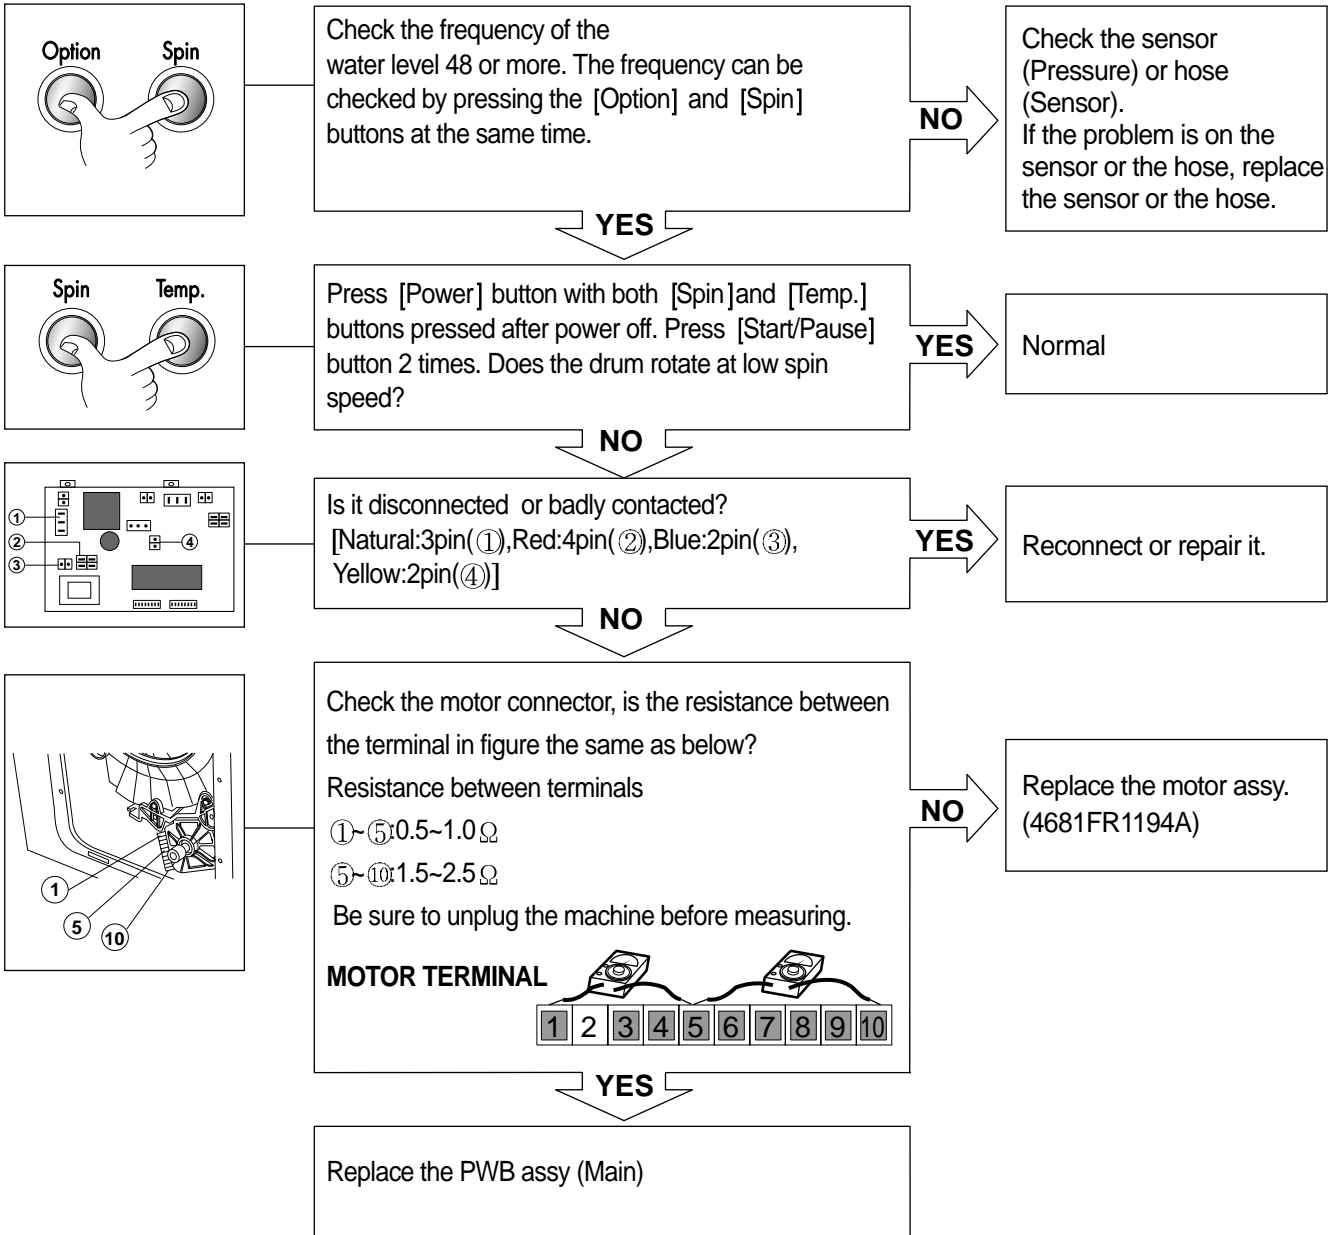 Option Spin
Check the frequency of the
water level 48 or more. The frequency can be
checked by pressing the [Option] and [Spin]
buttons at the same time.
NO
Check the sensor
(Pressure) or hose
(Sensor).
If the problem is on the
sensor or the hose, replace
the sensor or the hose.
YES
Spin Temp.
Press [Power] button with both [Spin]and [Temp.]
buttons pressed after power off. Press [Start/Pause]
button 2 times. Does the drum rotate at low spin
speed?
YES
Normal
NO
①
②
③
④
Is it disconnected or badly contacted?
[Natural:3pin(①),Red:4pin(②),Blue:2pin(③),
Yellow:2pin(④)]
YES
Reconnect or repair it.
NO
①
⑤
⑩
Check the motor connector, is the resistance between
the terminal in figure the same as below?
Resistance between terminals
①~⑤:0.5~1.0Ω
⑤~⑩:1.5~2.5Ω
Be sure to unplug the machine before measuring.
MOTOR TERMINAL
1 2 3 4 5 6 7 8 9 10
NO
Replace the motor assy.
(4681FR1194A)
YES
Replace the PWB assy (Main)